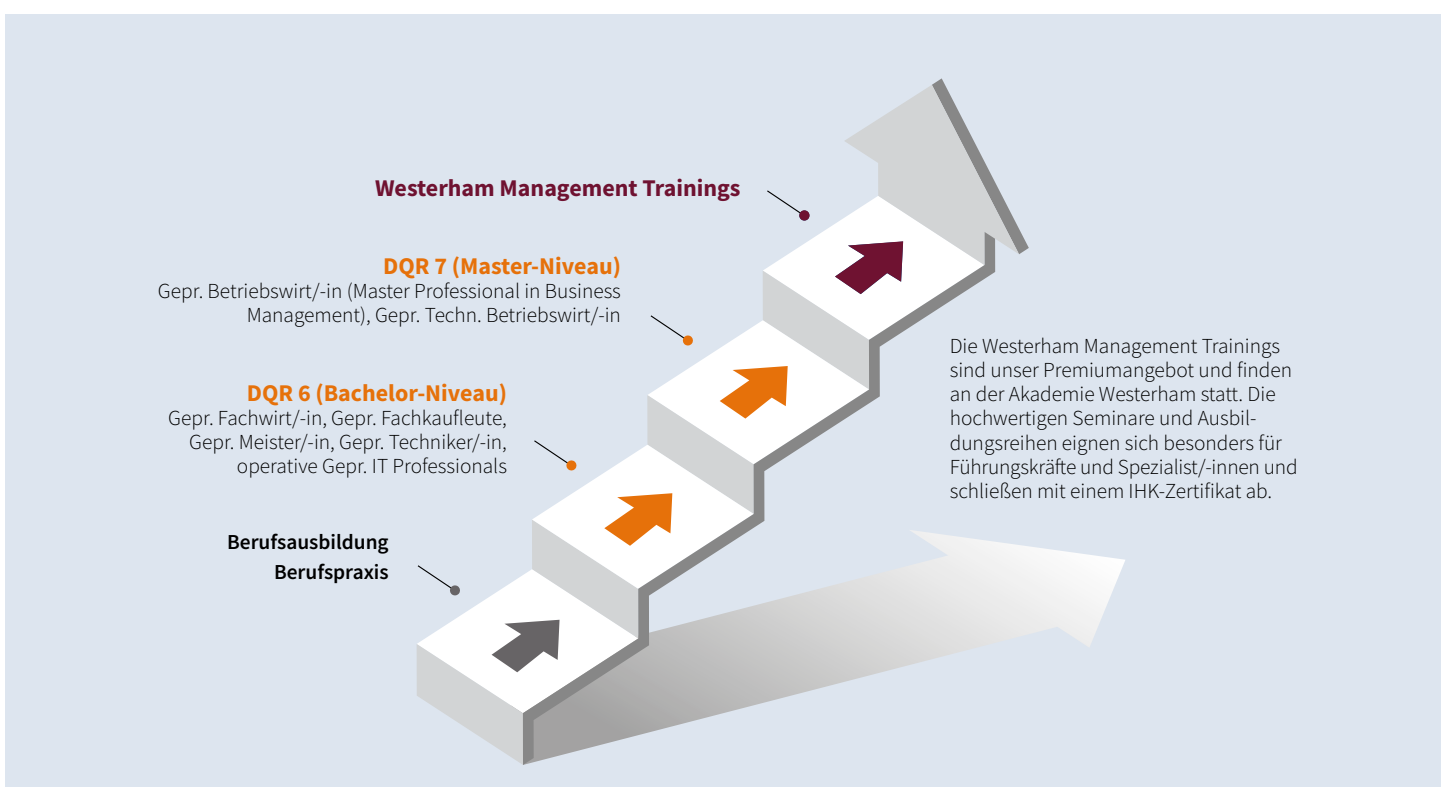 Westerham Management Trainings
DQR 7 (Master-Niveau)
Gepr. Betriebswirt/-in (Master Professional in Business
Management), Gepr. Techn. Betriebswirt/-in
DQR 6 (Bachelor-Niveau)
Gepr. Fachwirt/-in, Gepr. Fachkaufleute,
Gepr. Meister/-in, Gepr. Techniker/-in,
operative Gepr. IT Professionals
Berufsausbildung
Berufspraxis
Die Westerham Management Trainings
sind unser Premiumangebot und finden
an der Akademie Westerham statt. Die
hochwertigen Seminare und Ausbil-
dungsreihen eignen sich besonders für
Führungskräfte und Spezialist/-innen und
schließen mit einem IHK-Zertifikat ab.